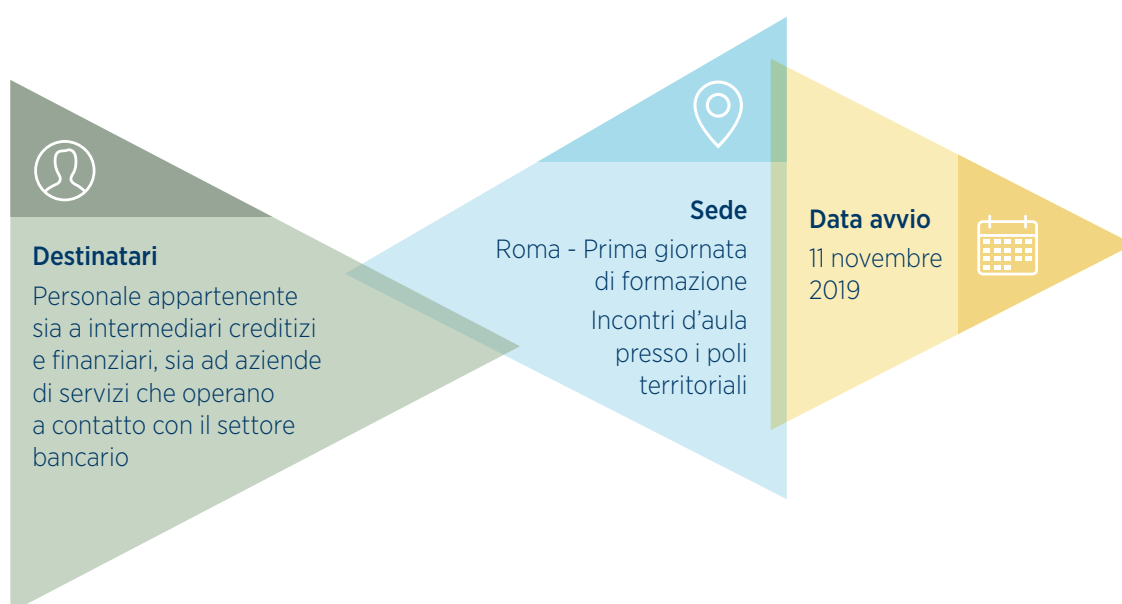 Destinatari
Personale appartenente
sia a intermediari creditizi
e finanziari, sia ad aziende
di servizi che operano
a contatto con il settore
bancario
Sede
Roma - Prima giornata
di formazione
Incontri d’aula
presso i poli
territoriali
Data avvio
11 novembre
2019